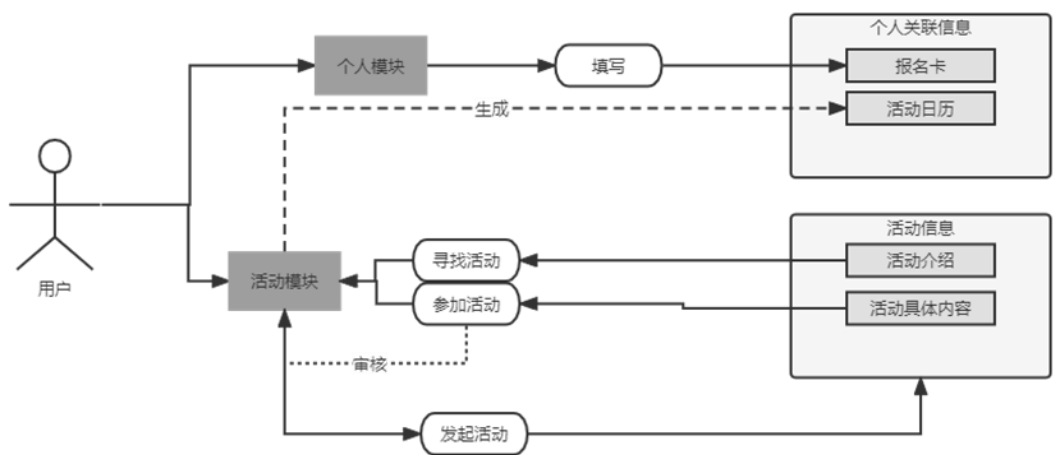 个人关联信息
个人模块
填写
报名卡
生成
活动日历
用户
活动信息
活动模块
寻找活动
活动介绍
参加活动
活动具体内容
审核
发起活动